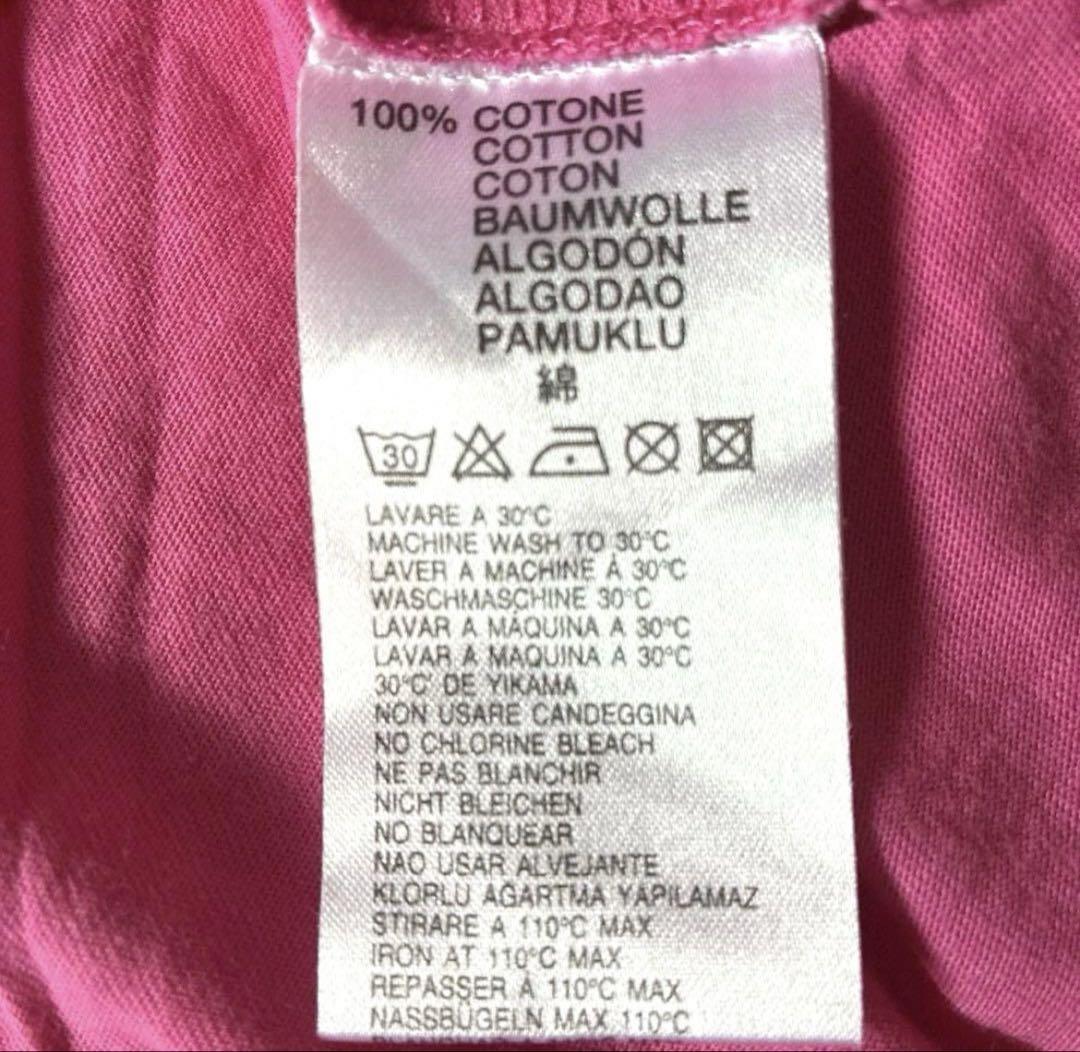 100% COTONE
COTTON
COTON
BAUMWOLLE
ALGODÓN
ALGODAO
PAMUKLU
綿
30
LAVARE A 30°C
MACHINE WASH TO 30°C
LAVER A MACHINE À 30°C
WASCHMASCHINE 30°C
LAVAR A MÁQUINA A 30°C
LAVAR A MAQUINA A 30°C
30°C' DE YIKAMA
NON USARE CANDEGGINA
NO CHLORINE BLEACH
NE PAS BLANCHIR
NICHT BLEICHEN
NO BLANQUEAR
NAO USAR ALVEJANTE
KLORLU AGARTMA YAPILAMAZ
STIRARE A 110°C MAX
IRON AT 110°C MAX
REPASSER À 110°C MAX
NASSBÜGELN MAX 110°C